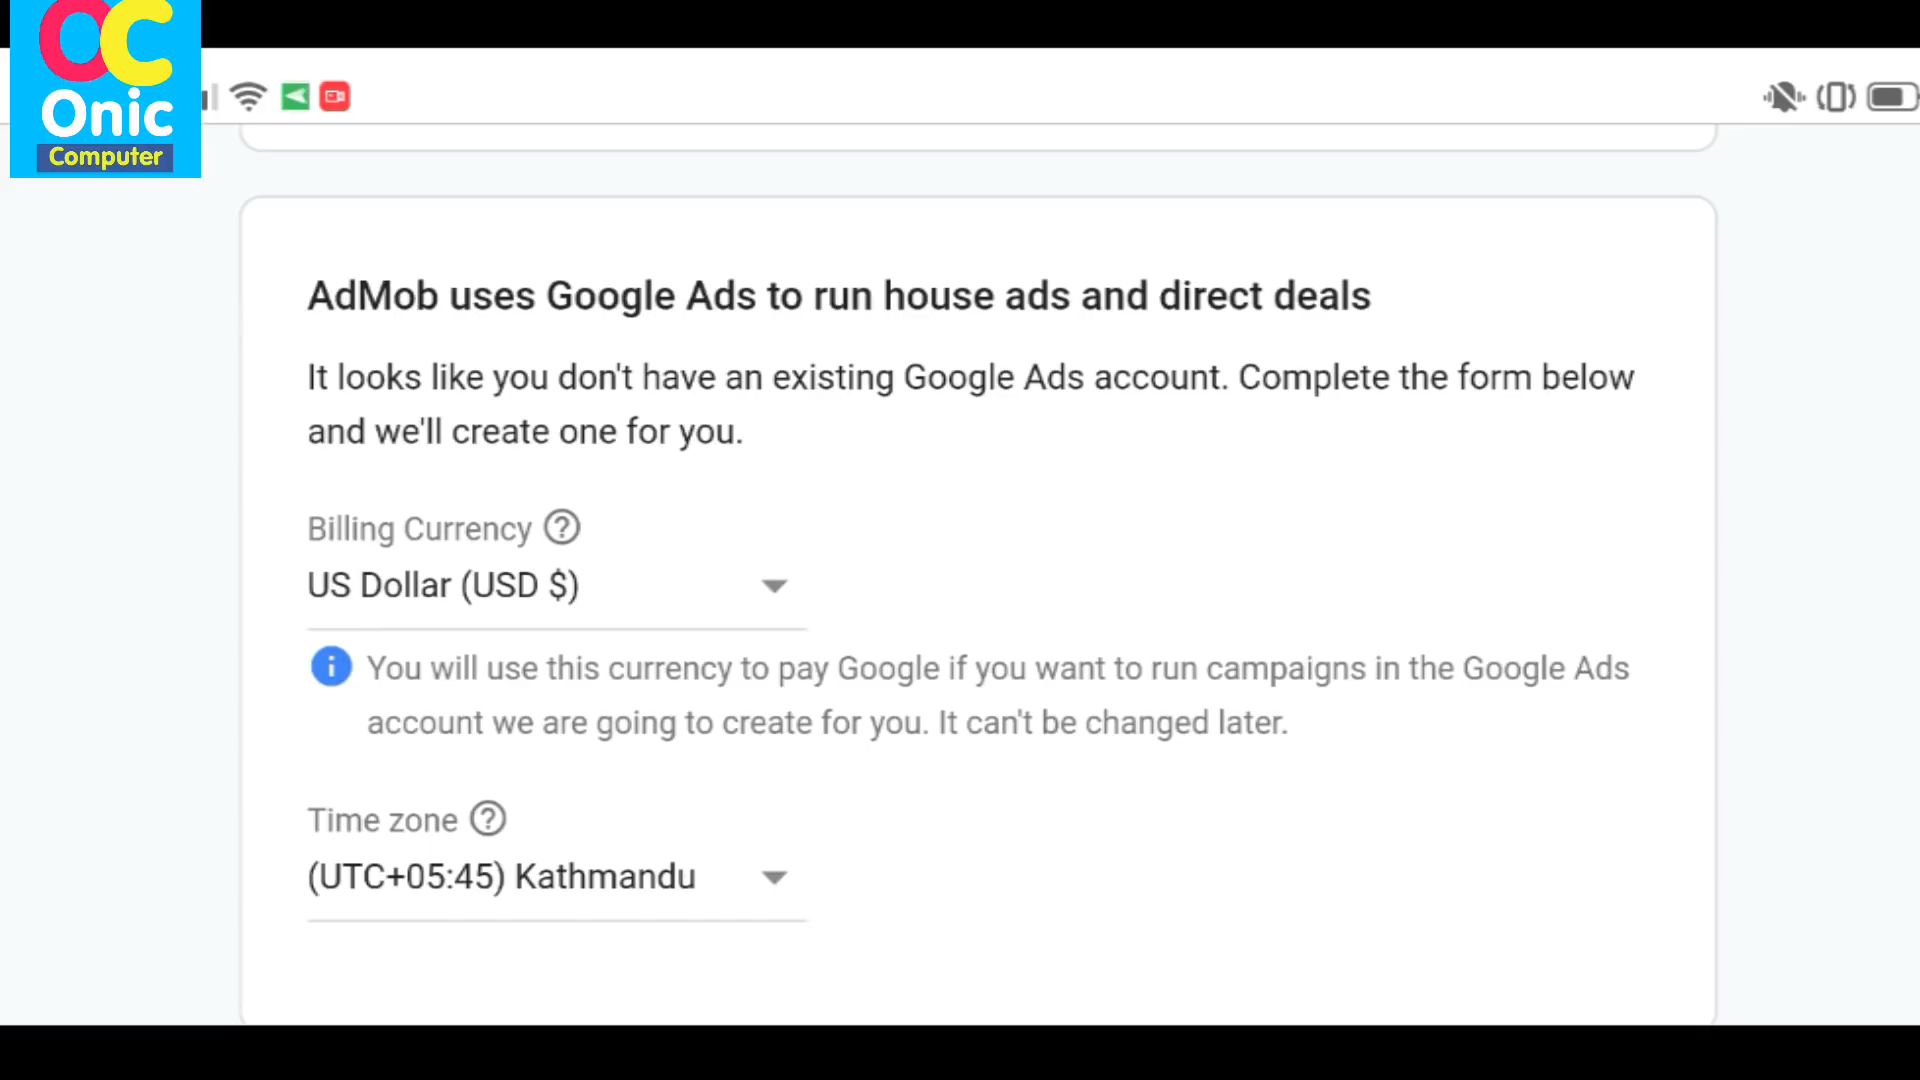 OC
Onic
Computer
AdMob uses Google Ads to run house ads and direct deals
It looks like you don't have an existing Google Ads account. Complete the form below
and we'll create one for you.
Billing Currency
US Dollar (USD $)
You will use this currency to pay Google if you want to run campaigns in the Google Ads
account we are going to create for you. It can't be changed later.
Time zone
(UTC+05:45) Kathmandu